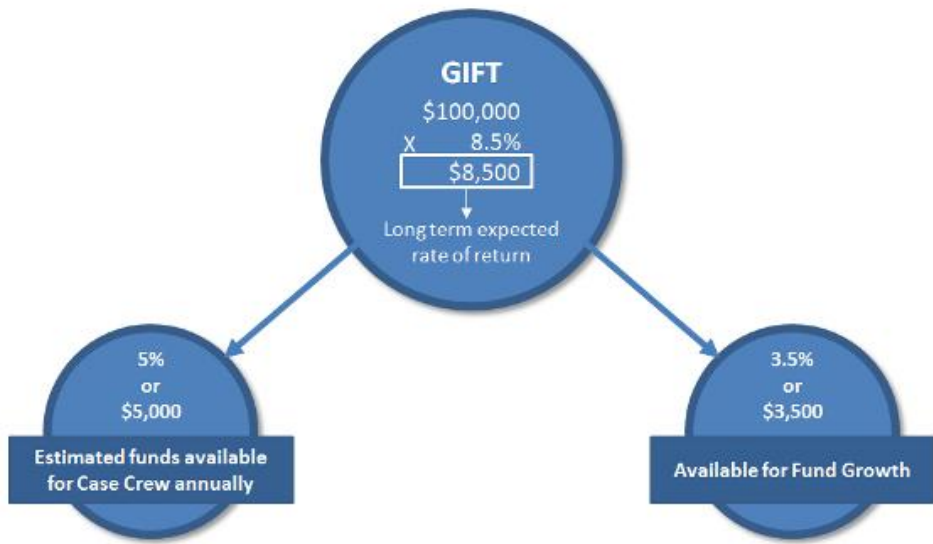 GIFT
$100,000
X 8.5%
$8,500
Long term expected
rate of return
5%
or
$5,000
Estimated funds available
for Case Crew annually
3.5%
or
$3,500
Available for Fund Growth